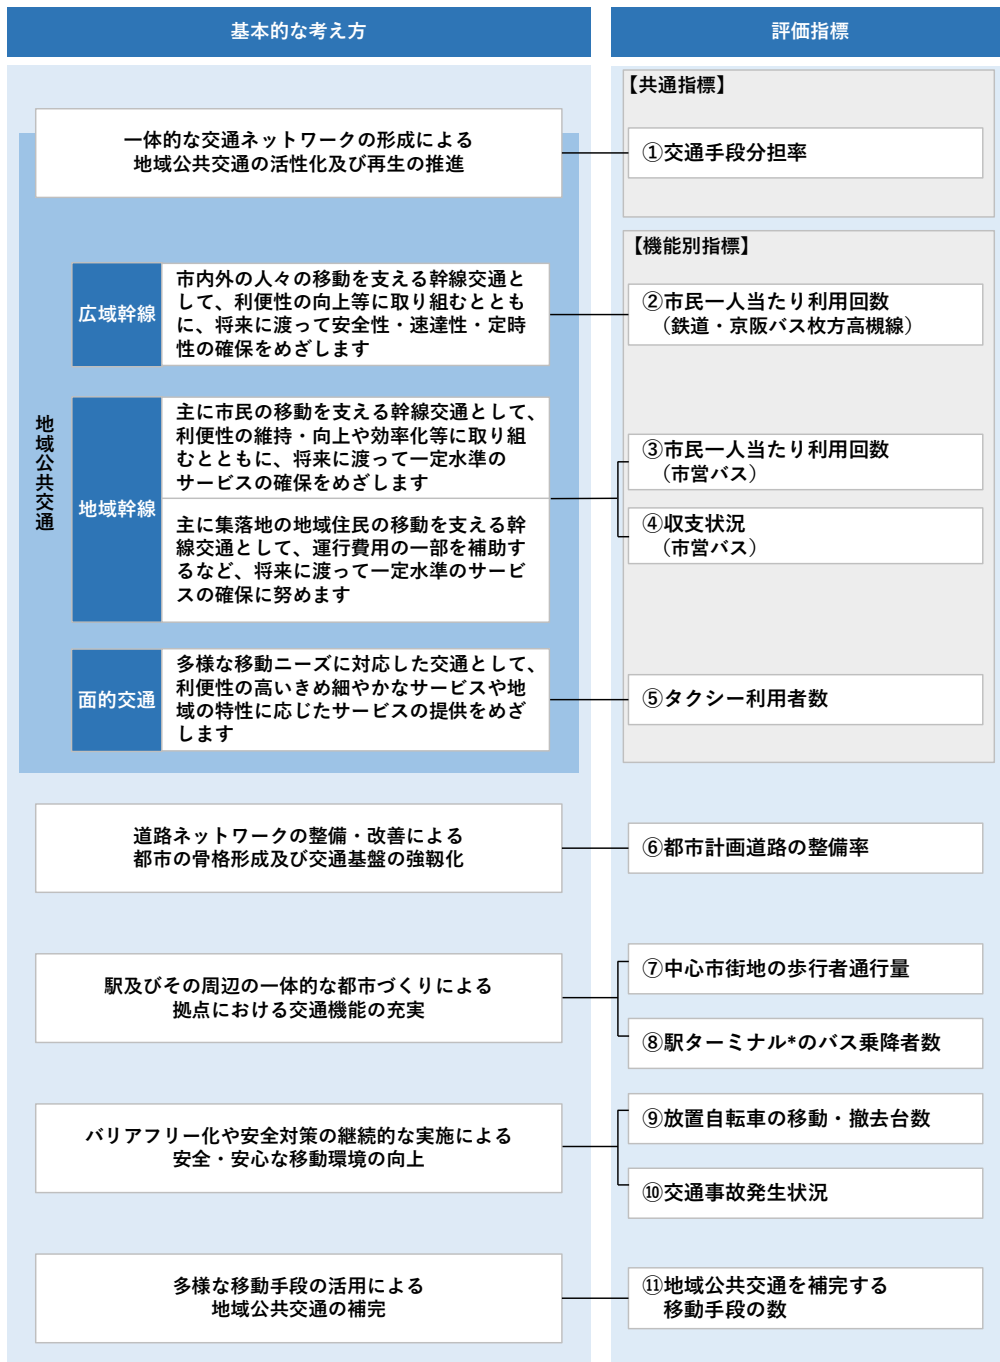 基本的な考え方
評価指標
一体的な交通ネットワークの形成による
地域公共交通の活性化及び再生の推進
【共通指標】
①交通手段分担率
地域公共交通
広域幹線
市内外の人々の移動を支える幹線交通と
して、利便性の向上等に取り組むととも
に、将来に渡って安全性・速達性・定時
性の確保をめざします
【機能別指標】
②市民一人当たり利用回数
（鉄道・京阪バス枚方高槻線）
地域幹線
主に市民の移動を支える幹線交通として、
利便性の維持・向上や効率化等に取り組
むとともに、将来に渡って一定水準の
サービスの確保をめざします
主に集落地の地域住民の移動を支える幹
線交通として、運行費用の一部を補助す
るなど、将来に渡って一定水準のサービ
スの確保に努めます
③市民一人当たり利用回数
（市営バス）
④収支状況
（市営バス）
面的交通
多様な移動ニーズに対応した交通として、
利便性の高いきめ細やかなサービスや地
域の特性に応じたサービスの提供をめざ
します
⑤タクシー利用者数
道路ネットワークの整備・改善による
都市の骨格形成及び交通基盤の強靱化
⑥都市計画道路の整備率
駅及びその周辺の一体的な都市づくりによる
拠点における交通機能の充実
⑦中心市街地の歩行者通行量
⑧駅ターミナル*のバス乗降者数
バリアフリー化や安全対策の継続的な実施による
安全・安心な移動環境の向上
⑨放置自転車の移動・撤去台数
⑩交通事故発生状況
多様な移動手段の活用による
地域公共交通の補完
⑪地域公共交通を補完する
移動手段の数